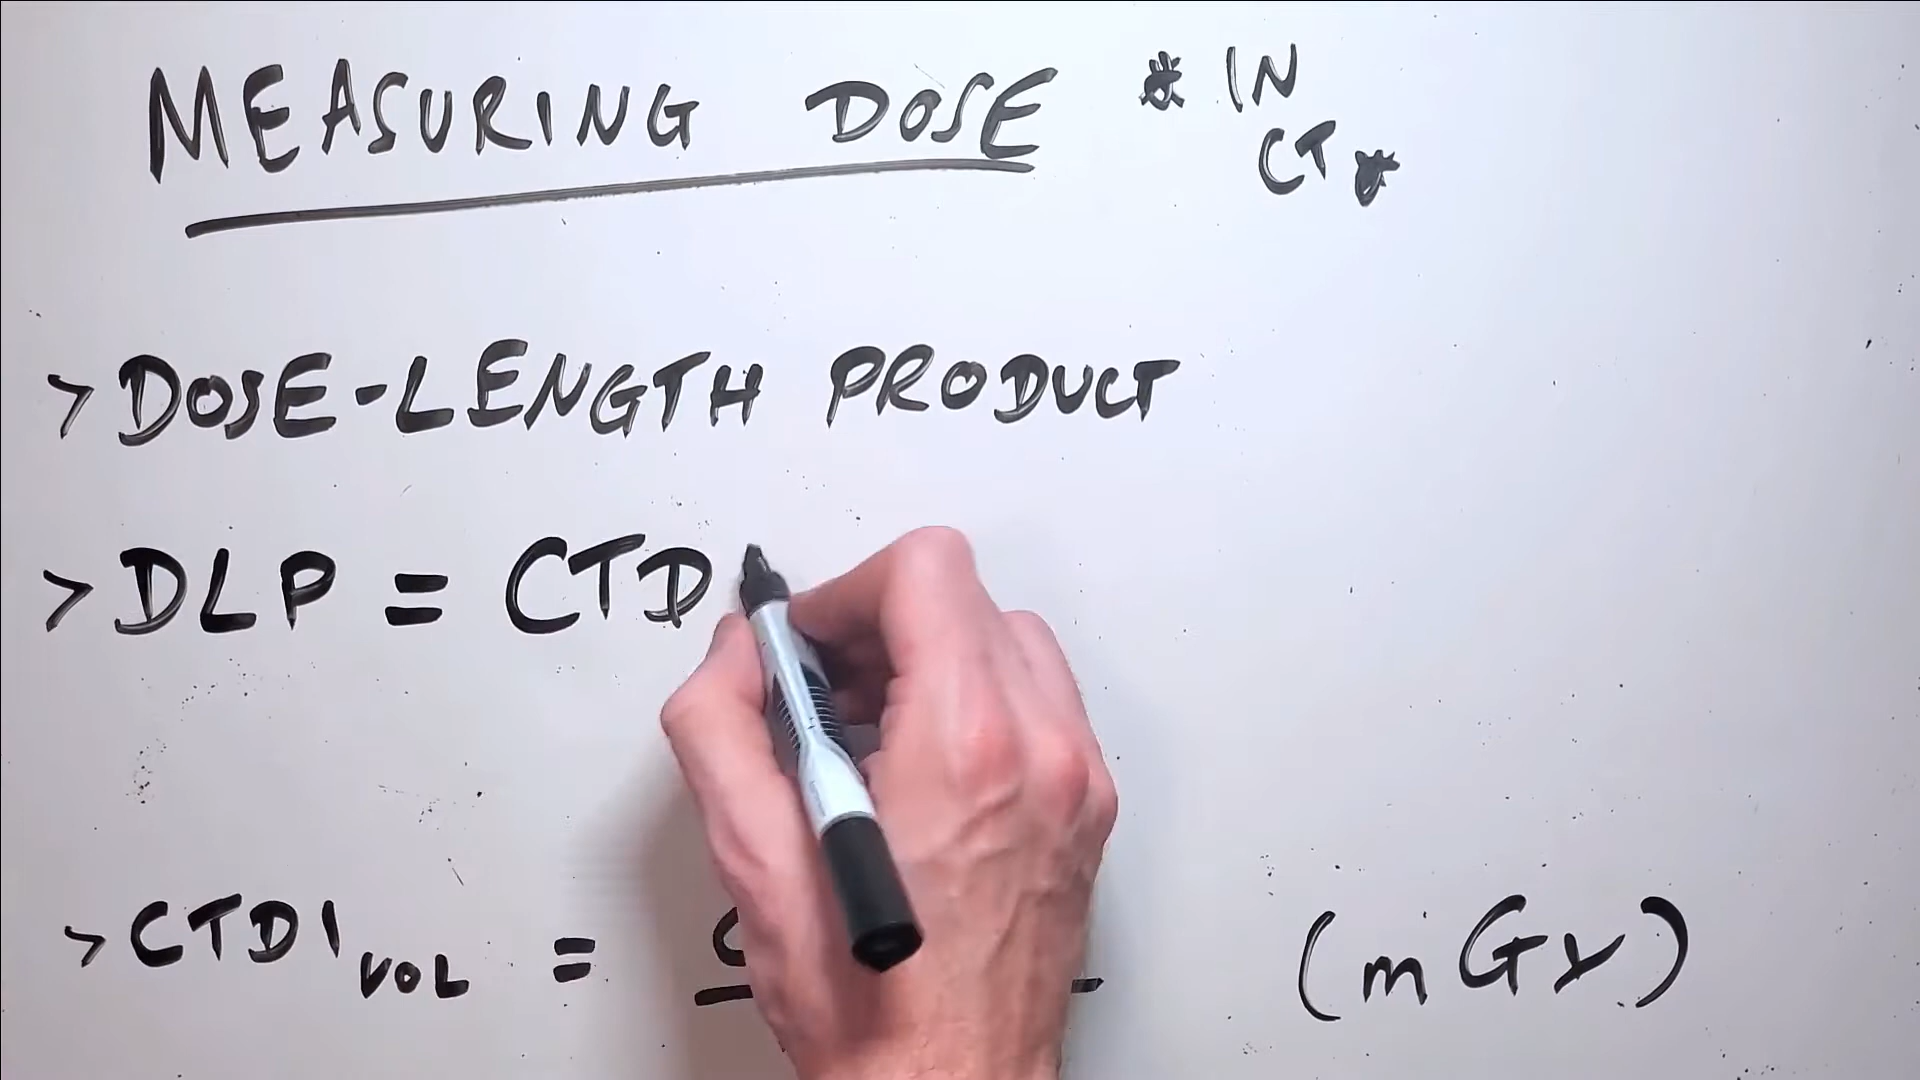 MEASURING DOSE * IN CT *
> DOSE-LENGTH PRODUCT
> DLP = CTD
> CTDI VOL = (mGy)